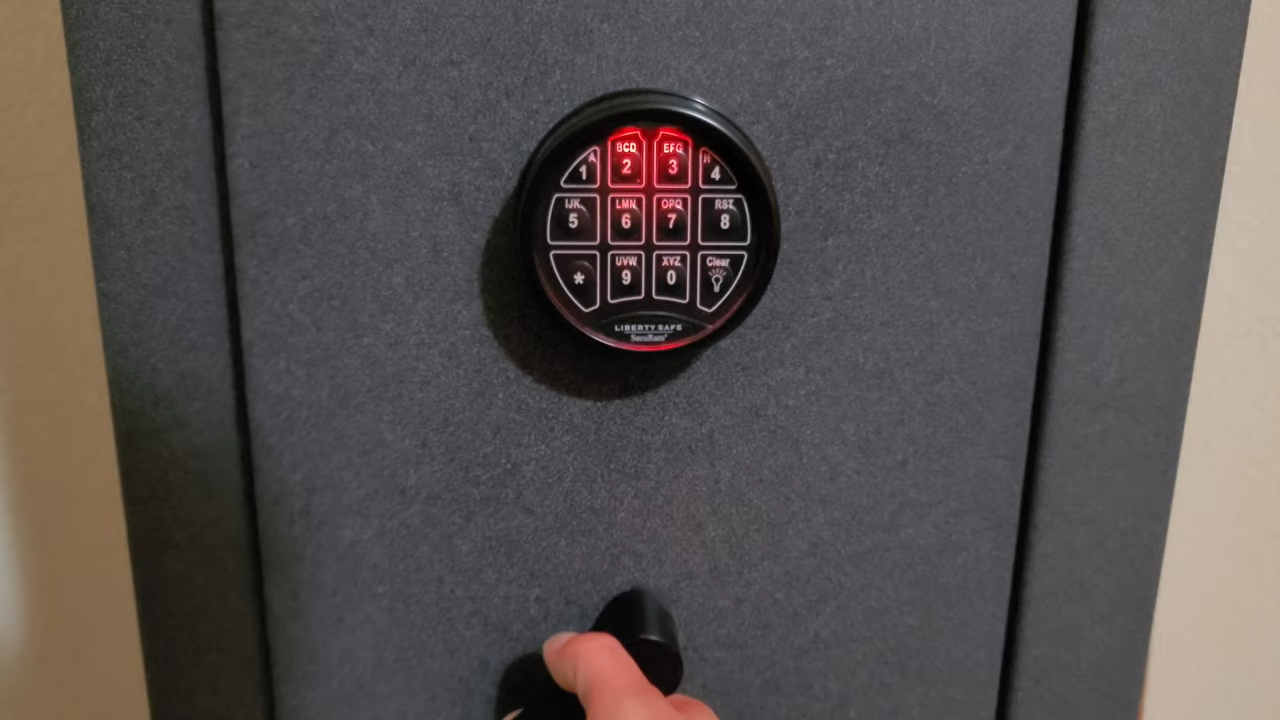 A BCD EFG H
1 2 3 4
IJK LMN OPQ RST
5 6 7 8
UVW XYZ Clear
* 9 0
LIBERTY SAFE
SecuRam®